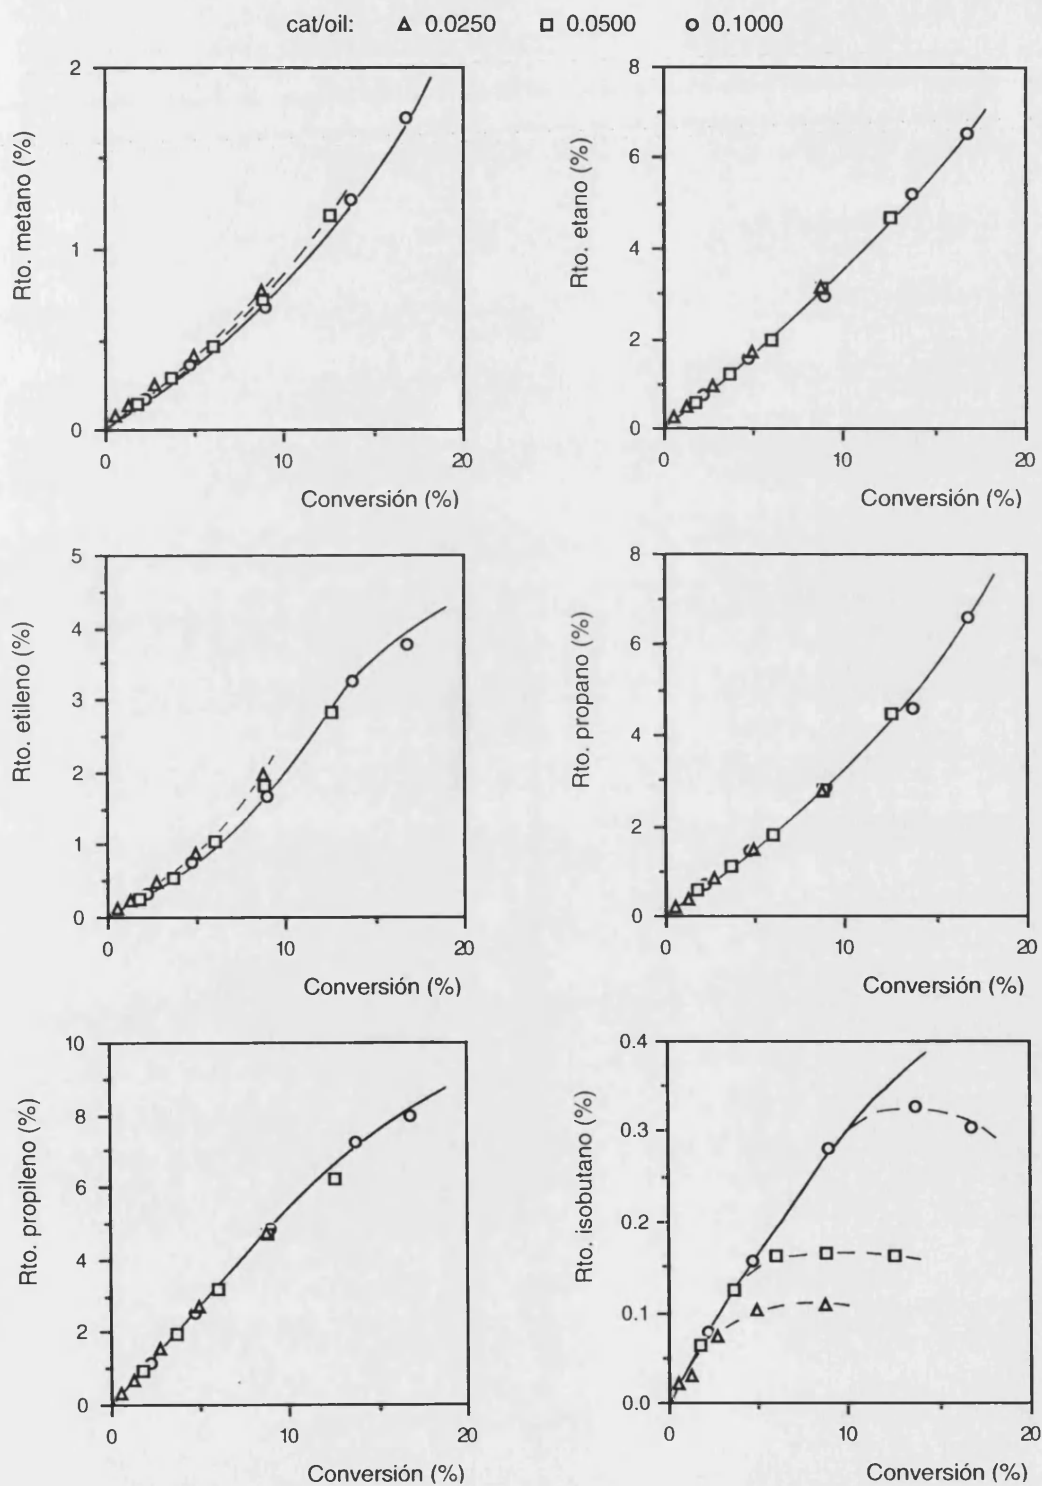 cat/oil: △ 0.0250 □ 0.0500 ○ 0.1000
Rto. metano (%)
2
1
0
0 10 20
Conversión (%)
Rto. etano (%)
8
6
4
2
0
0 10 20
Conversión (%)
Rto. etileno (%)
5
4
3
2
1
0
0 10 20
Conversión (%)
Rto. propano (%)
8
6
4
2
0
0 10 20
Conversión (%)
Rto. propileno (%)
10
8
6
4
2
0
0 10 20
Conversión (%)
Rto. isobutano (%)
0.4
0.3
0.2
0.1
0.0
0 10 20
Conversión (%)